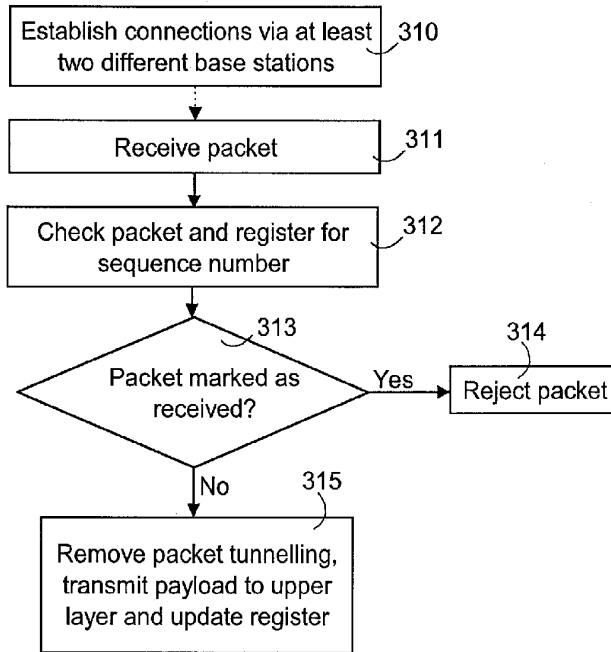 Establish connections via at least
two different base stations
310
Receive packet
311
Check packet and register for
sequence number
312
313
Packet marked as
received?
Yes
314
Reject packet
No
315
Remove packet tunnelling,
transmit payload to upper
layer and update register